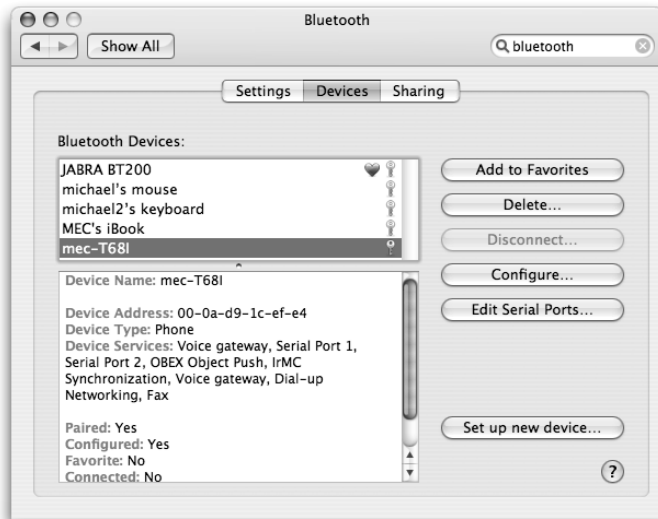 Bluetooth
Show All
bluetooth
Settings Devices Sharing
Bluetooth Devices:
JABRA BT200
michael's mouse
michael2's keyboard
MEC's iBook
mec-T68I
Add to Favorites
Delete...
Disconnect...
Configure...
Edit Serial Ports...
Device Name: mec-T68I
Device Address: 00-0a-d9-1c-ef-e4
Device Type: Phone
Device Services: Voice gateway, Serial Port 1,
Serial Port 2, OBEX Object Push, IrMC
Synchronization, Voice gateway, Dial-up
Networking, Fax
Paired: Yes
Configured: Yes
Favorite: No
Connected: No
Set up new device...
?